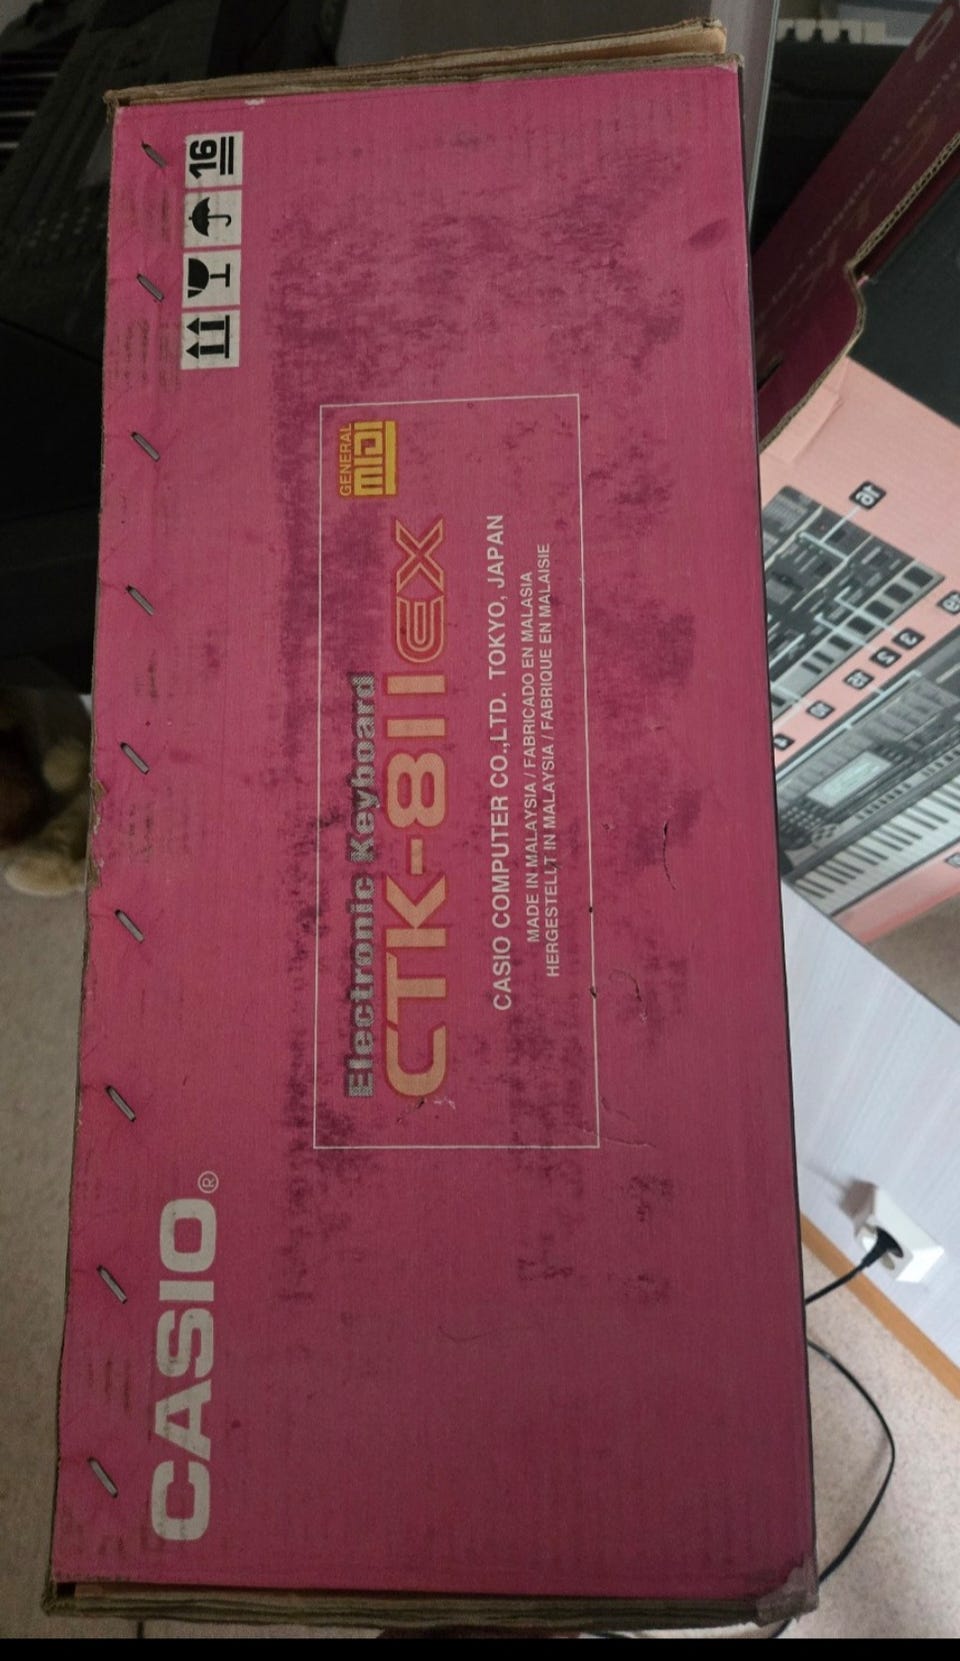 CASIO®
16
Electronic Keyboard
CTK-811EX
GENERAL
MIDI
CASIO COMPUTER CO.,LTD. TOKYO, JAPAN
MADE IN MALAYSIA / FABRICADO EN MALASIA
HERGESTELLT IN MALAYSIA / FABRIQUE EN MALAISIE